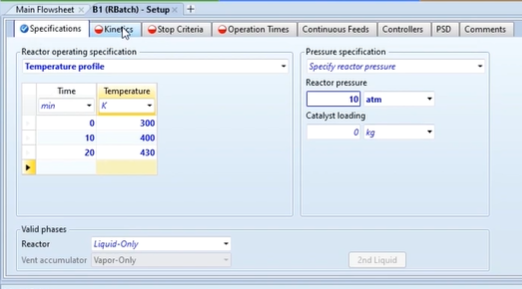 Main Flowsheet × B1 (RBatch) - Setup × +
Specifications Kinetics Stop Criteria Operation Times Continuous Feeds Controllers PSD Comments
Reactor operating specification
Temperature profile
Time Temperature
min K
0 300
10 400
20 430
Pressure specification
Specify reactor pressure
Reactor pressure
10 atm
Catalyst loading
0 kg
Valid phases
Reactor Liquid-Only
Vent accumulator Vapor-Only 2nd Liquid